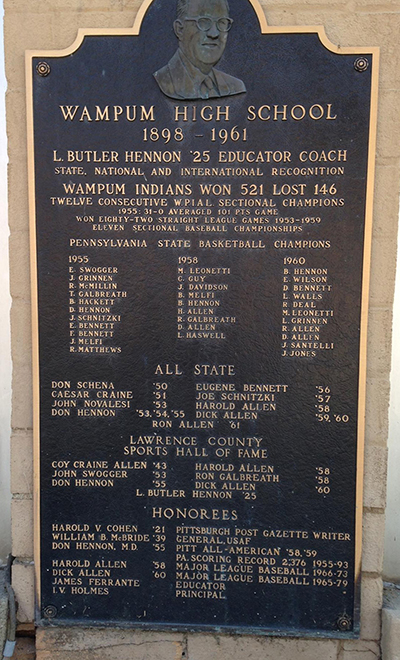 WAMPUM HIGH SCHOOL
1898 - 1961
L. BUTLER HENNON '25 EDUCATOR COACH
STATE, NATIONAL AND INTERNATIONAL RECOGNITION
WAMPUM INDIANS WON 521 LOST 146
TWELVE CONSECUTIVE W.P.I.A.L. SECTIONAL CHAMPIONS
1955: 31-0 AVERAGED 101 PTS GAME
WON EIGHTY-TWO STRAIGHT LEAGUE GAMES 1953-1959
ELEVEN SECTIONAL BASEBALL CHAMPIONSHIPS
PENNSYLVANIA STATE BASKETBALL CHAMPIONS
1955 1958 1960
E. SWOGGER M. LEONETTI B. HENNON
J. GRINNEN C. GUY E. WILSON
R. McMILLIN J. DAVIDSON D. BENNETT
T. GALBREATH B. MELFI L. WALLS
B. HACKETT B. HENNON R. DEAL
D. HENNON H. ALLEN M. LEONETTI
J. SCHNITZKI R. GALBREATH L. GRINNEN
E. BENNETT D. ALLEN R. ALLEN
F. BENNETT L. HASWELL D. ALLEN
J. MELFI J. SANTELLI
R. MATTHEWS J. JONES
ALL STATE
DON SCHENA '50 EUGENE BENNETT '56
CAESAR CRAINE '51 JOE SCHNITZKI '57
JOHN NOVALESI '53 HAROLD ALLEN '58
DON HENNON '53, '54, '55 DICK ALLEN '59, '60
RON ALLEN '61
LAWRENCE COUNTY
SPORTS HALL OF FAME
COY CRAINE ALLEN '43 HAROLD ALLEN '58
JOHN SWOGGER '53 RON GALBREATH '58
DON HENNON '55 DICK ALLEN '60
L. BUTLER HENNON '25
HONOREES
HAROLD V. COHEN '21 PITTSBURGH POST GAZETTE WRITER
WILLIAM B. McBRIDE '39 GENERAL, USAF
DON HENNON, M.D. '55 PITT ALL-AMERICAN '58, '59
PA. SCORING RECORD 2,376 1955-93
HAROLD ALLEN '58 MAJOR LEAGUE BASEBALL 1966-73
DICK ALLEN '60 MAJOR LEAGUE BASEBALL 1965-79
JAMES FERRANTE EDUCATOR
I.V. HOLMES PRINCIPAL